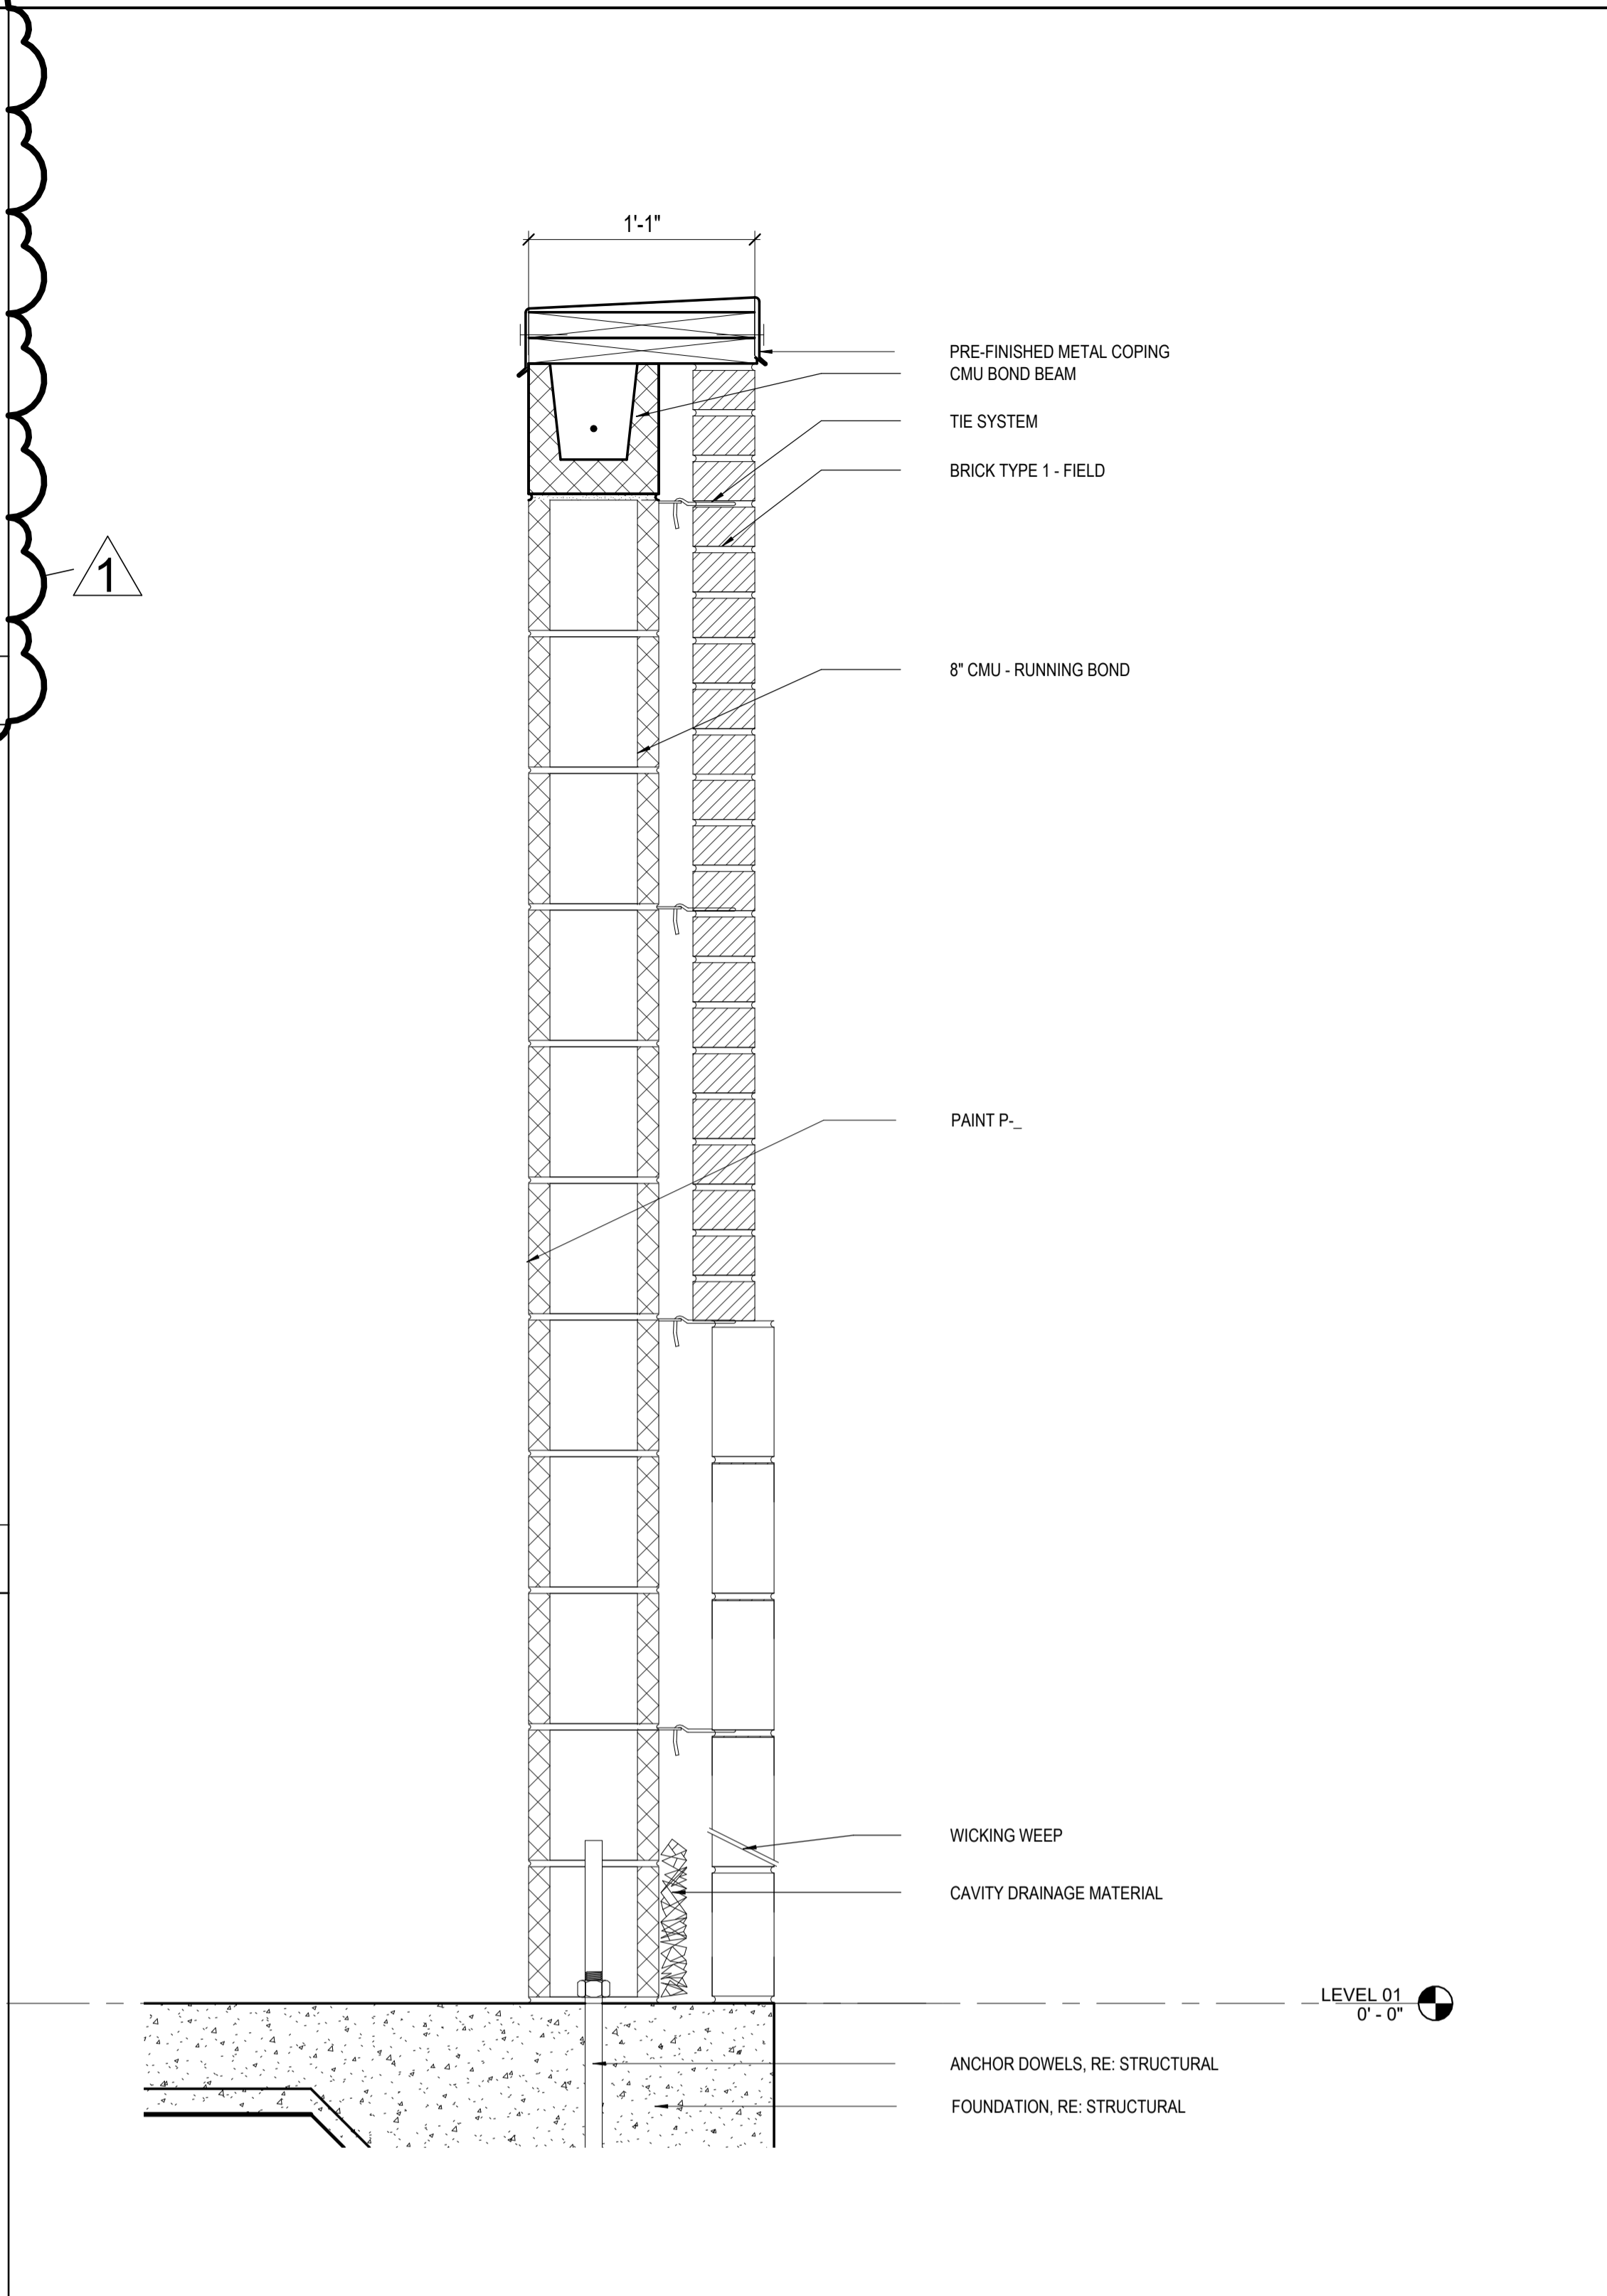 1'-1"
PRE-FINISHED METAL COPING
CMU BOND BEAM
TIE SYSTEM
BRICK TYPE 1 - FIELD
1
8" CMU - RUNNING BOND
PAINT P-_
WICKING WEEP
CAVITY DRAINAGE MATERIAL
LEVEL 01
0' - 0"
ANCHOR DOWELS, RE: STRUCTURAL
FOUNDATION, RE: STRUCTURAL